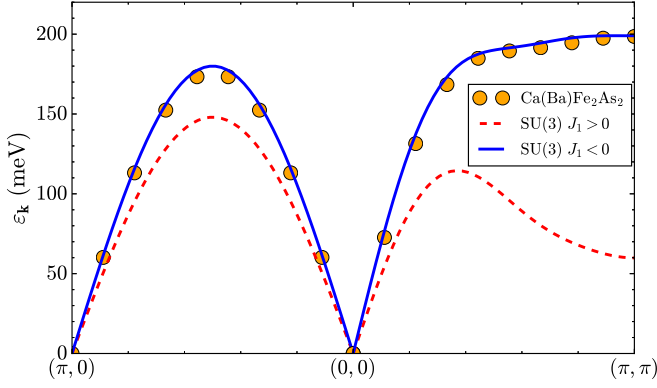 200
150
100
50
0
ε_k (meV)
Ca(Ba)Fe₂As₂
SU(3) J₁ > 0
SU(3) J₁ < 0
(π, 0)
(0, 0)
(π, π)